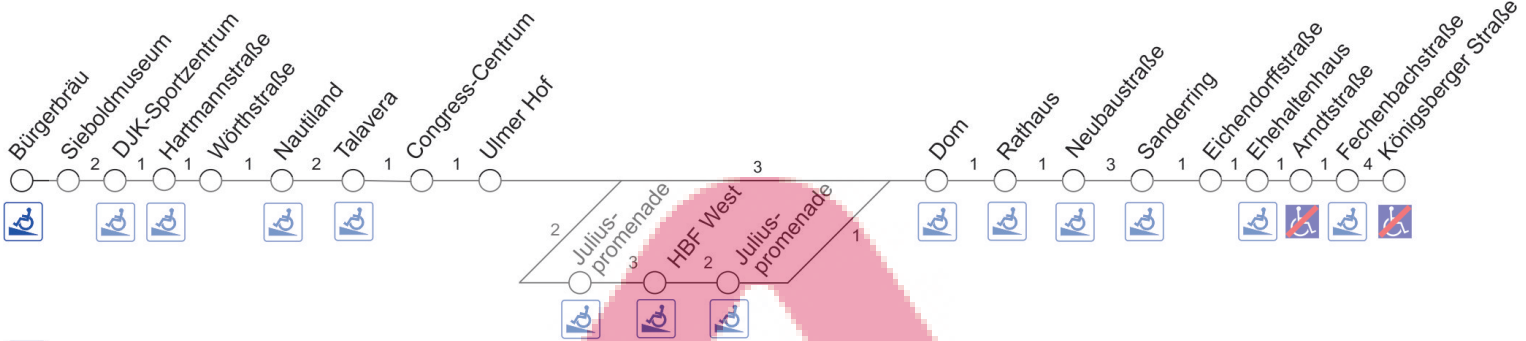 Bürgerbräu
Sieboldmuseum
2
DJK-Sportzentrum
1
Hartmannstraße
1
Wörthstraße
1
Nautiland
2
Talavera
1
Congress-Centrum
1
Ulmer Hof
3
Dom
1
Rathaus
1
Neubaustraße
3
Sanderring
1
Eichendorffstraße
1
Ehehaltenhaus
1
Arndtstraße
1
Fechenbachstraße
4
Königsberger Straße
2
Julius-
promenade
3
HBF West
2
Julius-
promenade
1